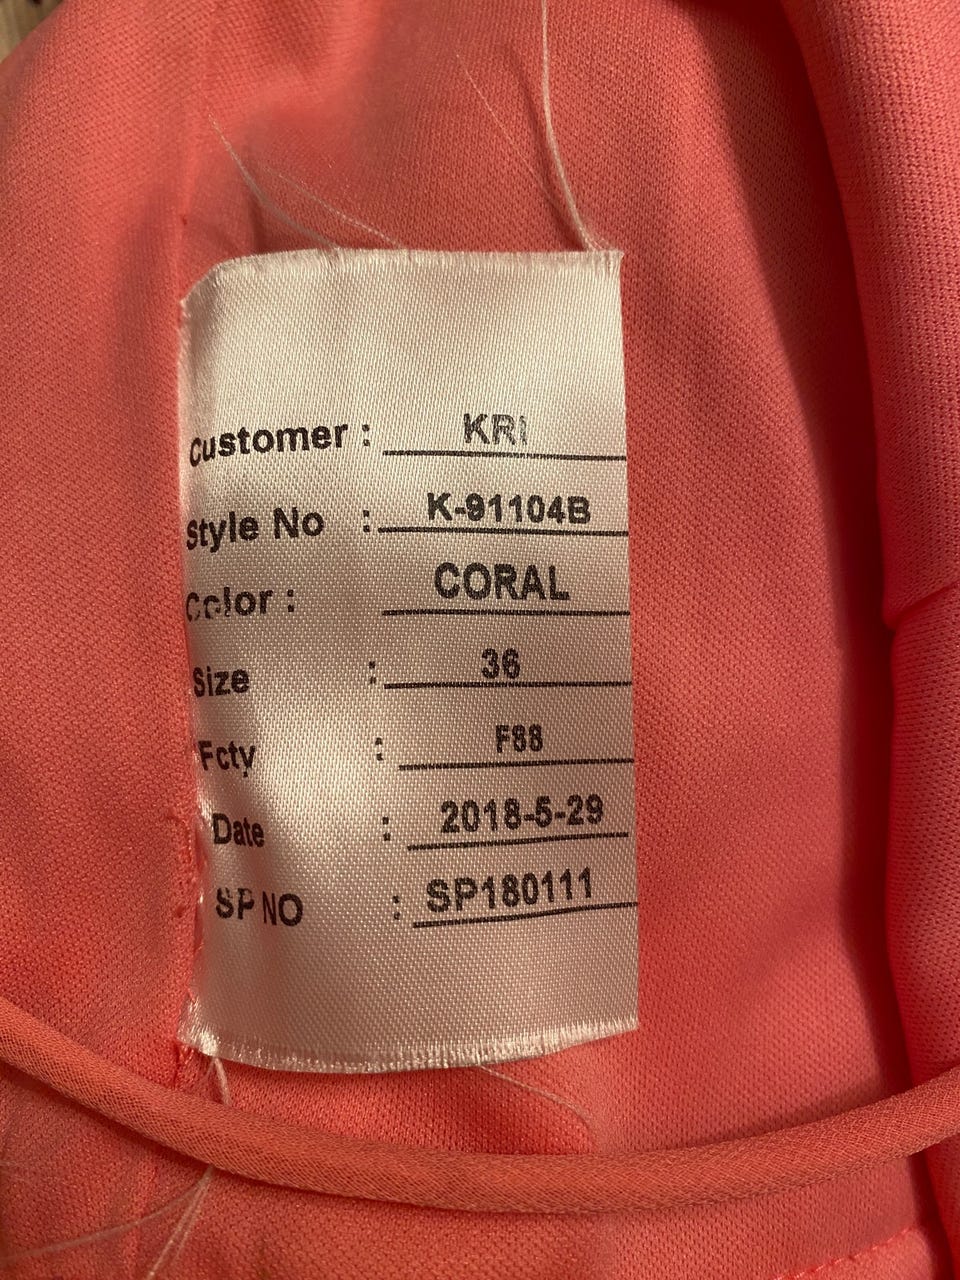 Customer : KRI
Style No : K-91104B
Color : CORAL
Size : 36
Fcty : F88
Date : 2018-5-29
SP NO : SP180111